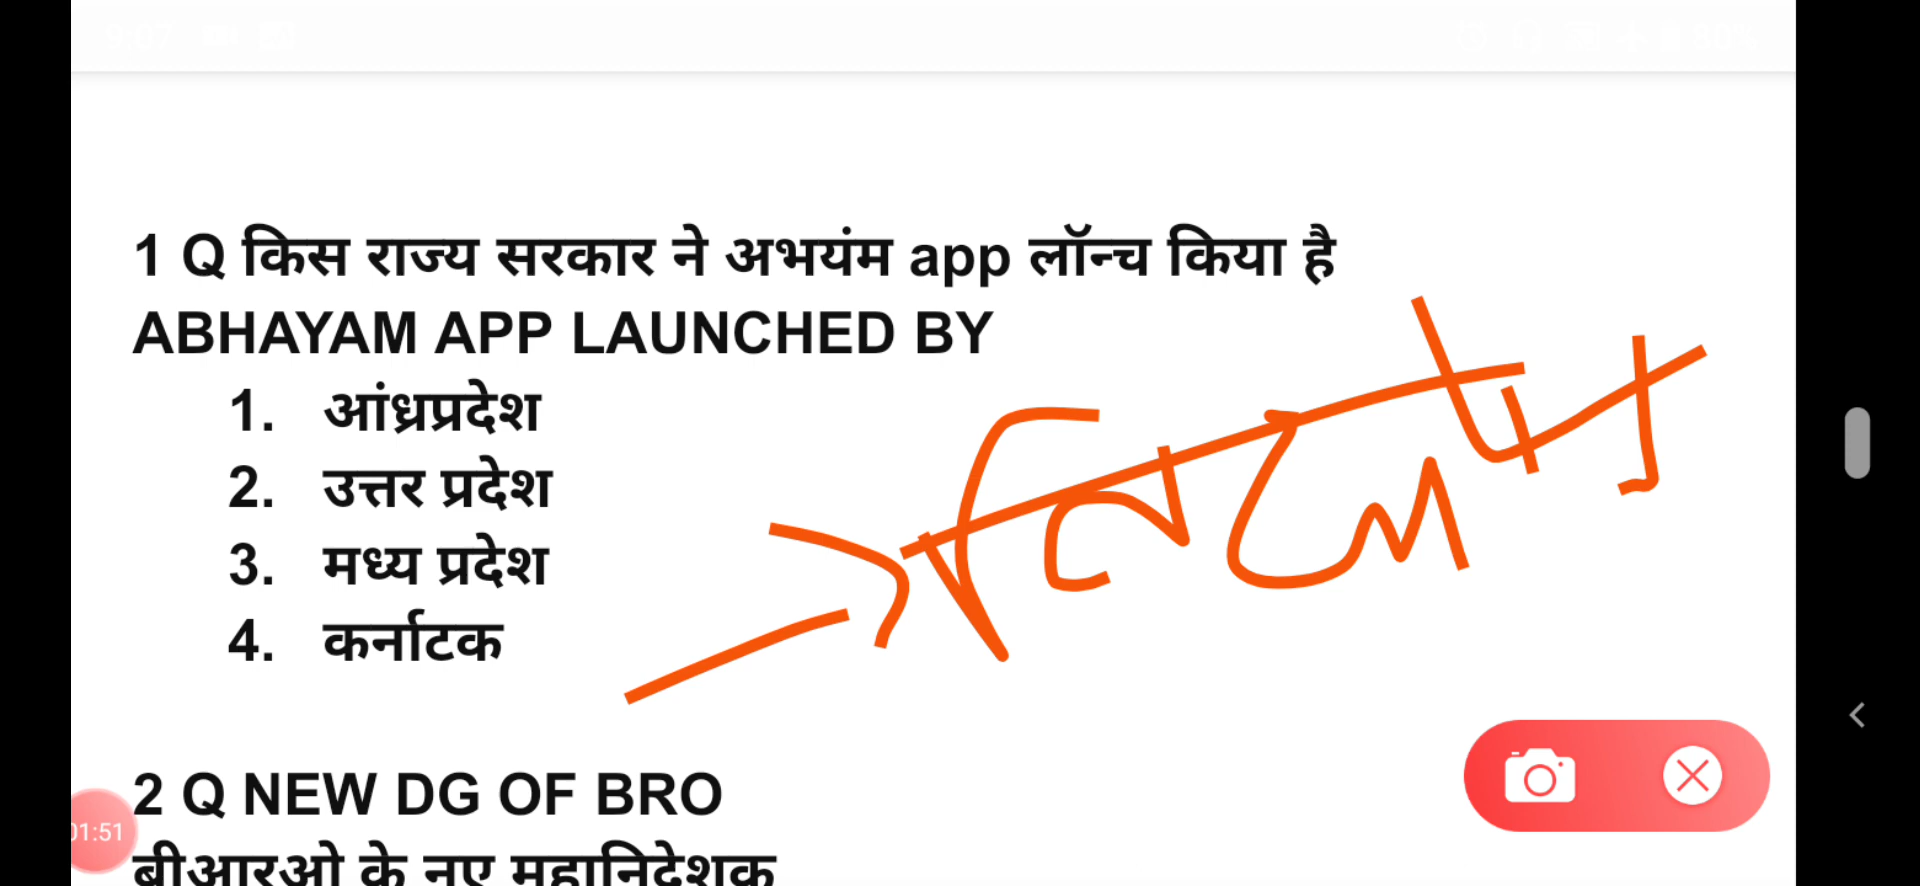 1 Q किस राज्य सरकार ने अभयंम app लॉन्च किया है
ABHAYAM APP LAUNCHED BY
1. आंध्रप्रदेश
2. उत्तर प्रदेश
3. मध्य प्रदेश
4. कर्नाटक
2 Q NEW DG OF BRO
बीआरओ के नए महानिदेशक
01:51